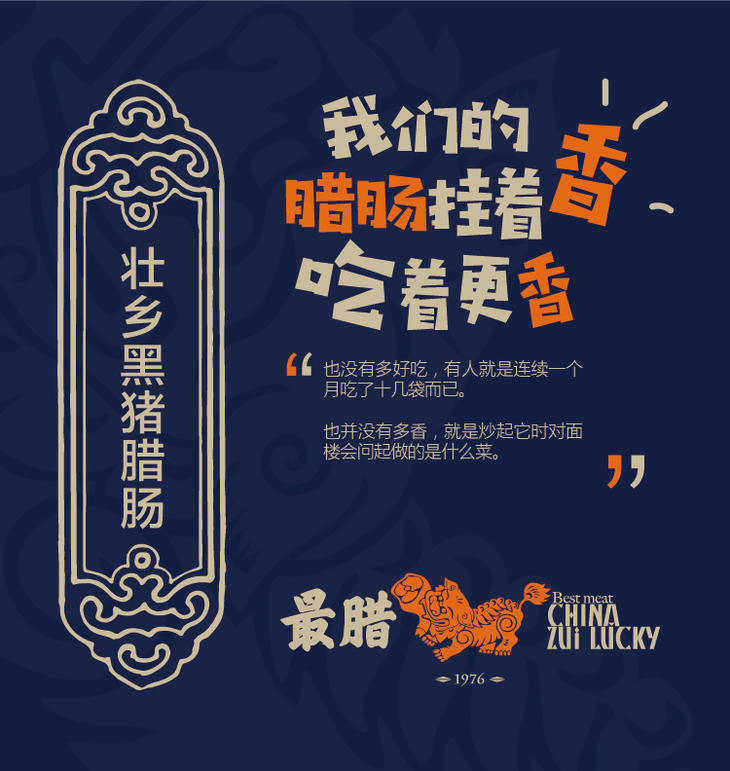 壮乡黑猪腊肠
我们的
腊肠挂着香
吃着更香
“
也没有多好吃，有人就是连续一个
月吃了十几袋而已。
也并没有多香，就是炒起它时对面
楼会问起做的是什么菜。
”
最腊
Best meat
CHINA
ZUi LUCKY
1976